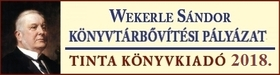 Wekerle Sándor
könyvtárbővítési pályázat
TINTA KÖNYVKIADÓ 2018.